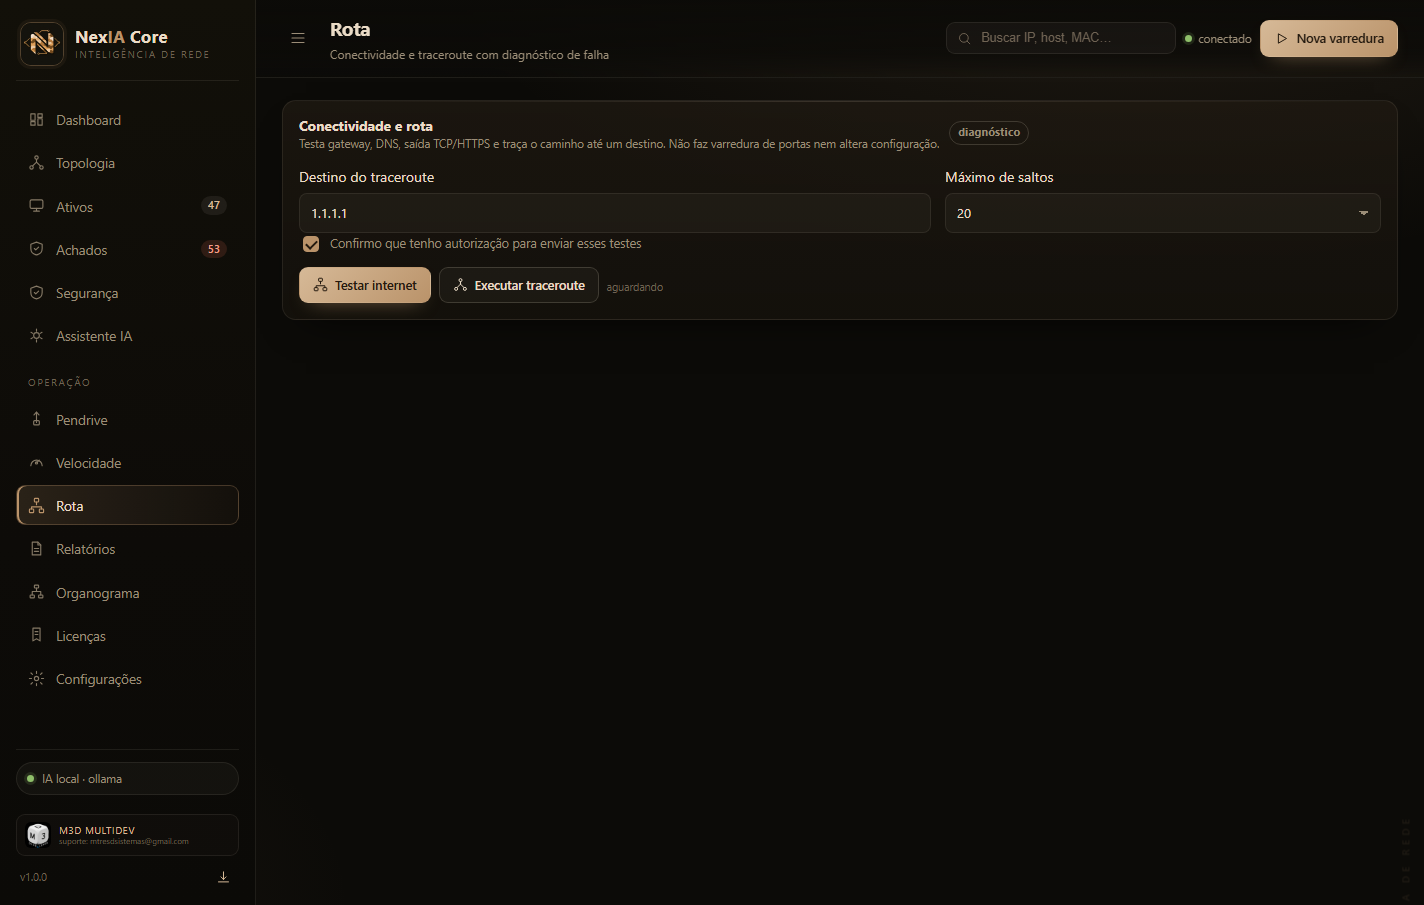 NexIA Core
INTELIGÊNCIA DE REDE
Dashboard
Topologia
Ativos 47
Achados 53
Segurança
Assistente IA
OPERAÇÃO
Pendrive
Velocidade
Rota
Relatórios
Organograma
Licenças
Configurações
IA local · ollama
M3D MULTIDEV
suporte: mtresdsistemas@gmail.com
v1.0.0
Rota
Conectividade e traceroute com diagnóstico de falha
Buscar IP, host, MAC...
conectado
Nova varredura
Conectividade e rota
Testa gateway, DNS, saída TCP/HTTPS e traça o caminho até um destino. Não faz varredura de portas nem altera configuração.
diagnóstico
Destino do traceroute
1.1.1.1
Máximo de saltos
20
Confirmo que tenho autorização para enviar esses testes
Testar internet
Executar traceroute
aguardando
A DE REDE